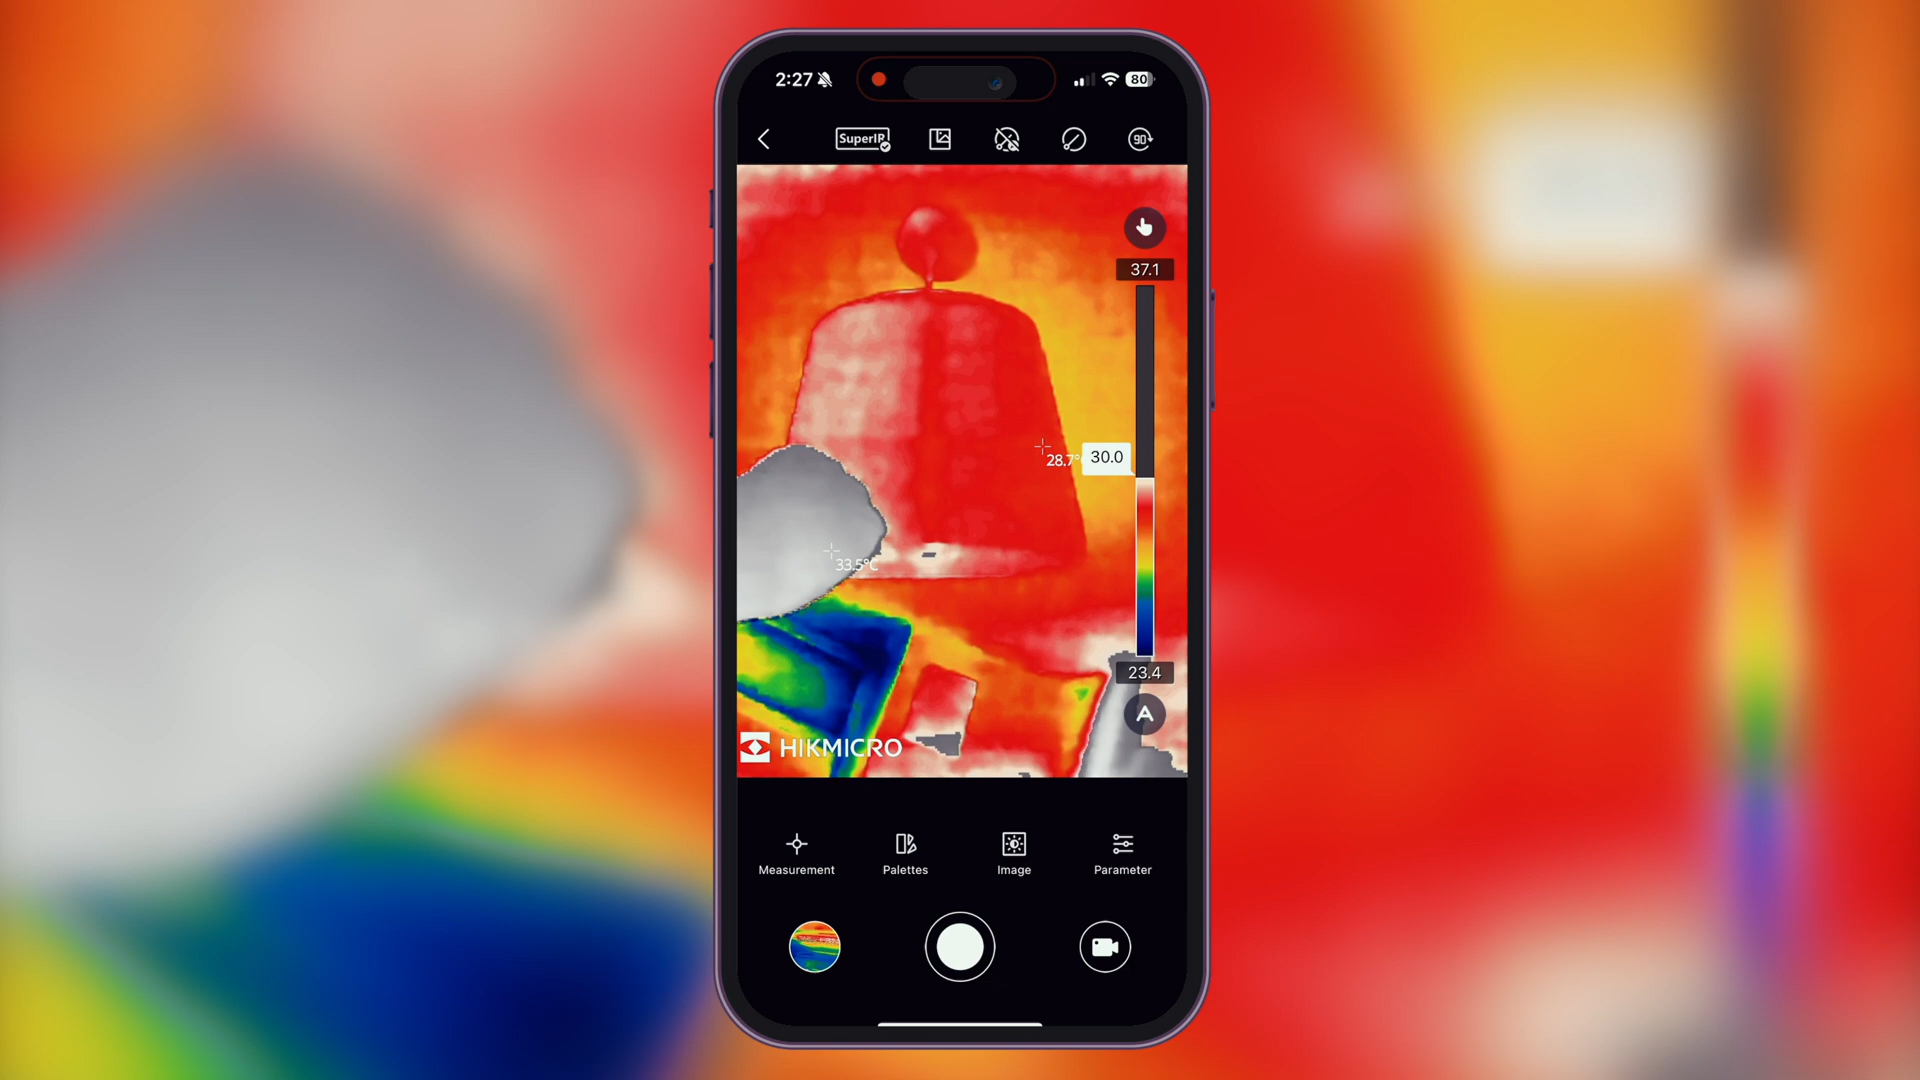 2:27
80
SuperIR
90
37.1
28.7°
30.0
33.5°C
23.4
A
HIKMICRO
Measurement
Palettes
Image
Parameter